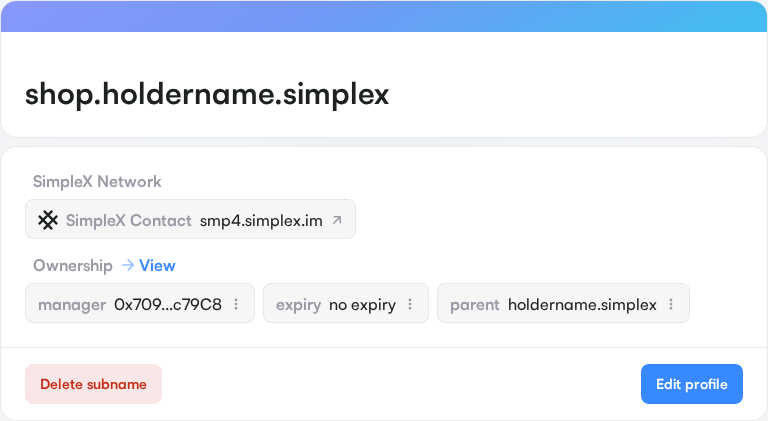 shop.holdername.simplex
SimpleX Network
SimpleX Contact smp4.simplex.im
Ownership → View
manager 0x709...c79C8
expiry no expiry
parent holdername.simplex
Delete subname
Edit profile